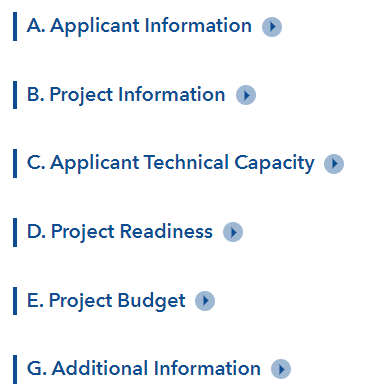 A. Applicant Information
B. Project Information
C. Applicant Technical Capacity
D. Project Readiness
E. Project Budget
G. Additional Information